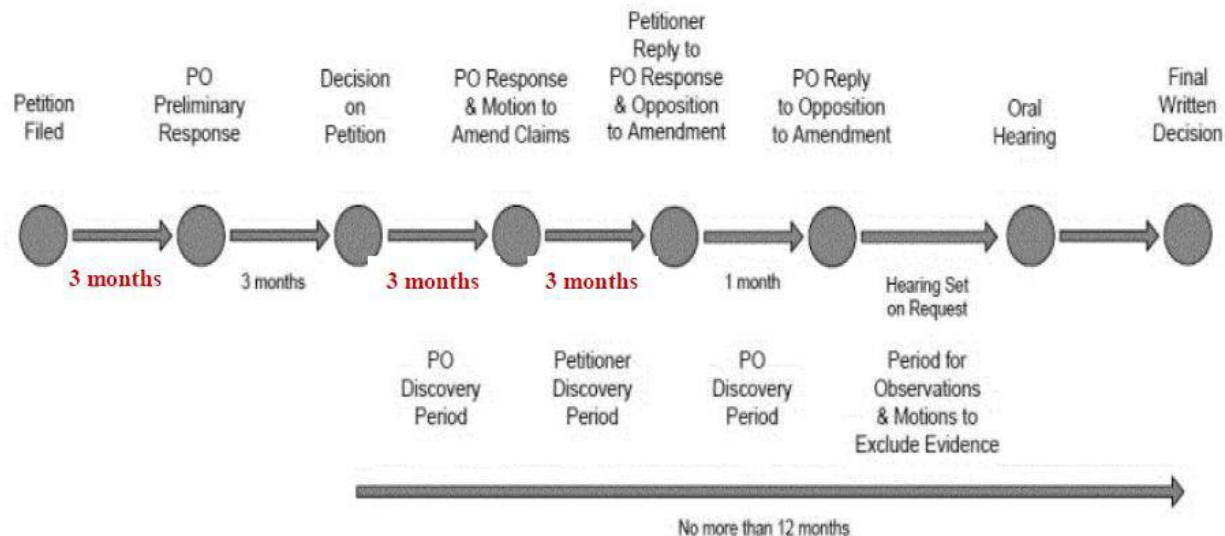 Petition
Filed
PO
Preliminary
Response
Decision
on
Petition
PO Response
& Motion to
Amend Claims
Petitioner
Reply to
PO Response
& Opposition
to Amendment
PO Reply
to Opposition
to Amendment
Oral
Hearing
Final
Written
Decision
3 months
3 months
3 months
3 months
1 month
Hearing Set
on Request
PO
Discovery
Period
Petitioner
Discovery
Period
PO
Discovery
Period
Period for
Observations
& Motions to
Exclude Evidence
No more than 12 months